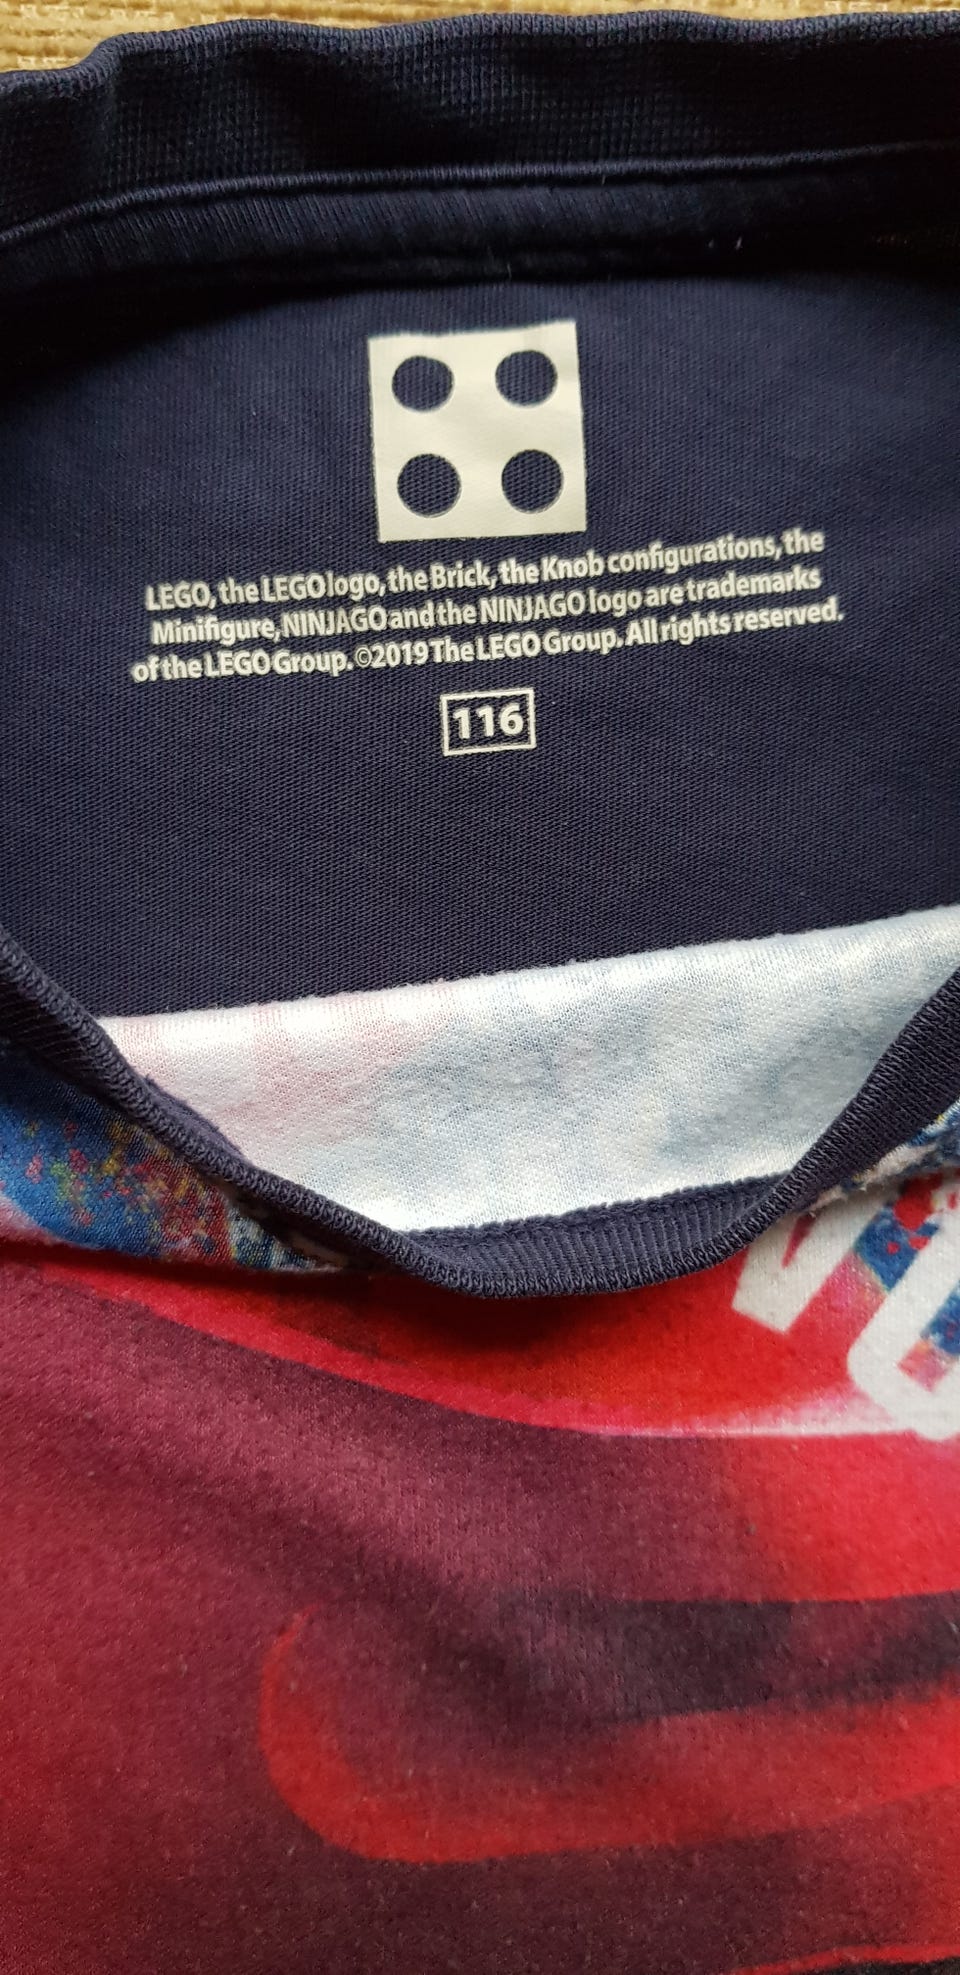 LEGO, the LEGO logo, the Brick, the Knob configurations, the
Minifigure, NINJAGO and the NINJAGO logo are trademarks
of the LEGO Group. ©2019 The LEGO Group. All rights reserved.
116